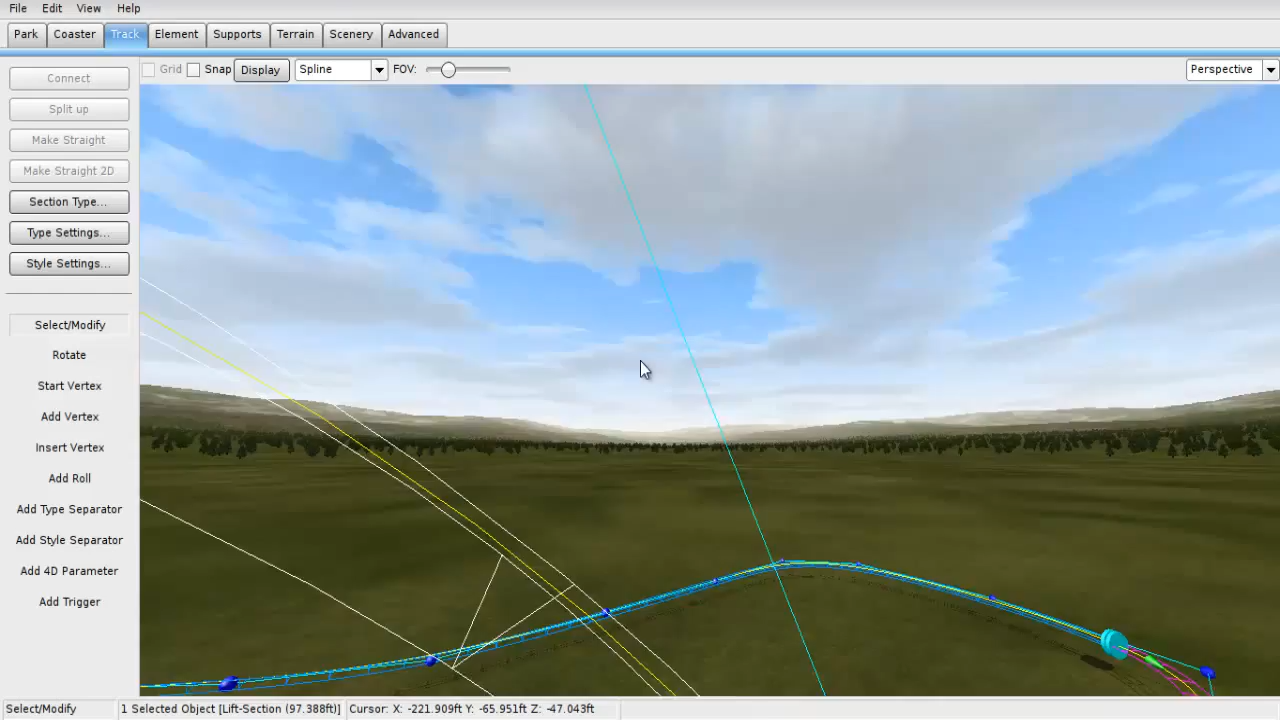 File Edit View Help
Park Coaster Track Element Supports Terrain Scenery Advanced
Grid Snap Display Spline FOV: Perspective
Connect
Split up
Make Straight
Make Straight 2D
Section Type...
Type Settings...
Style Settings...
Select/Modify
Rotate
Start Vertex
Add Vertex
Insert Vertex
Add Roll
Add Type Separator
Add Style Separator
Add 4D Parameter
Add Trigger
Select/Modify 1 Selected Object [Lift-Section (97.388ft) Cursor: X: -221.909ft Y: -65.951ft Z: -47.043ft